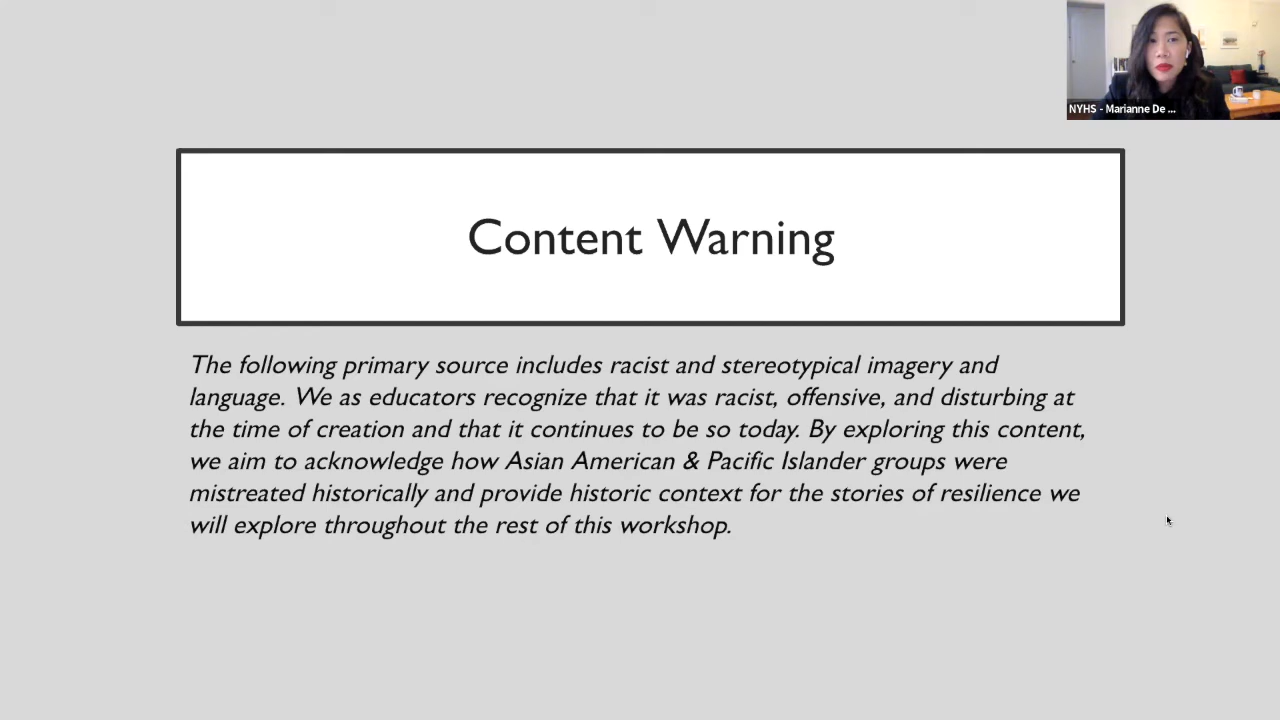 NYHS - Marianne De ...
Content Warning
The following primary source includes racist and stereotypical imagery and
language. We as educators recognize that it was racist, offensive, and disturbing at
the time of creation and that it continues to be so today. By exploring this content,
we aim to acknowledge how Asian American & Pacific Islander groups were
mistreated historically and provide historic context for the stories of resilience we
will explore throughout the rest of this workshop.